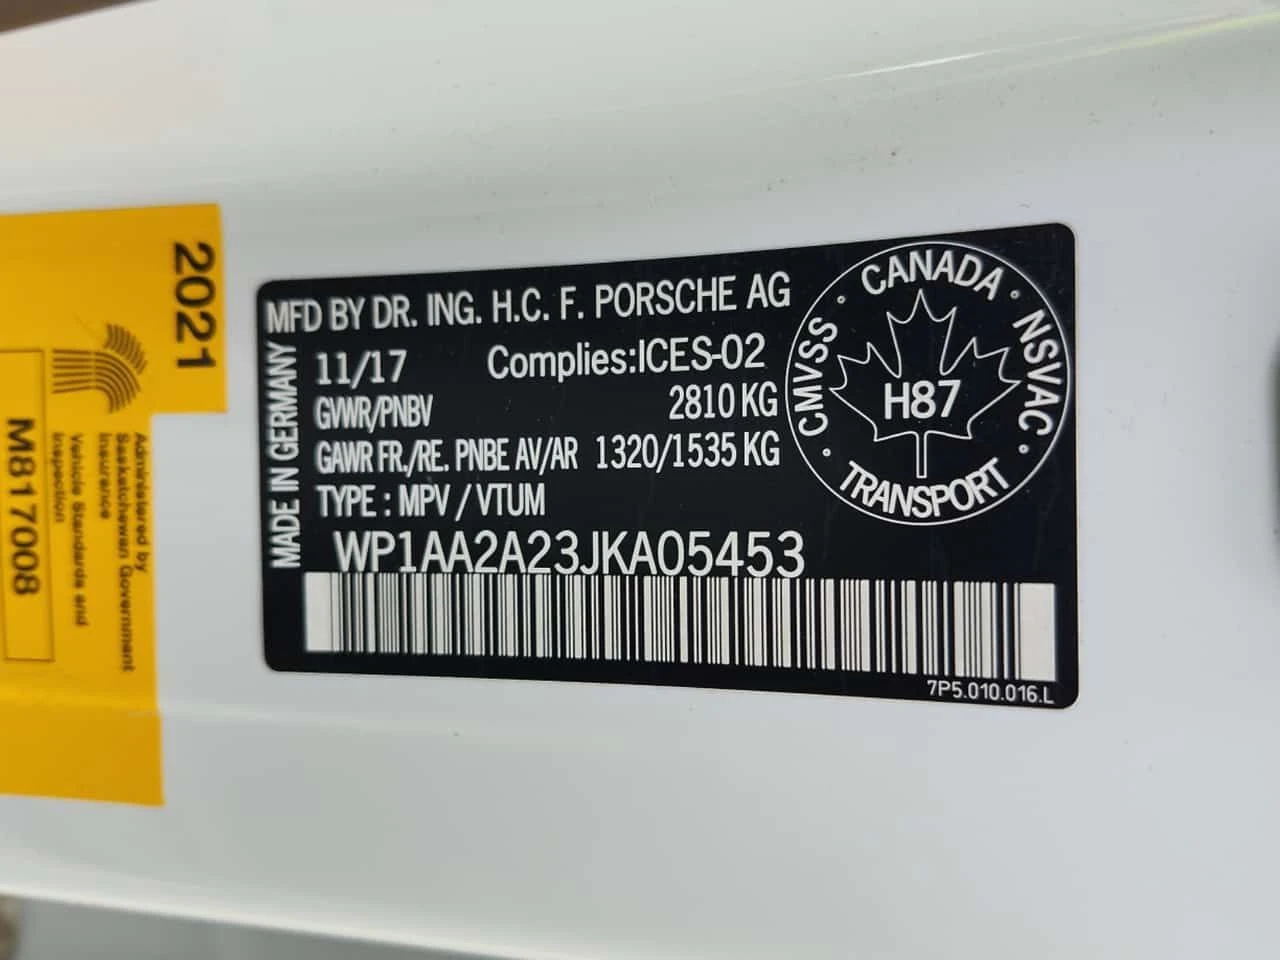 MFD BY DR. ING. H.C. F. PORSCHE AG
MADE IN GERMANY
11/17 Complies:ICES-02
GVWR/PNBV 2810 KG
GAWR FR./RE. PNBE AV/AR 1320/1535 KG
TYPE : MPV / VTUM
WP1AA2A23JKA05453
7P5.010.016.L
CANADA
NSVAC
TRANSPORT
CMVSS
H87
2021
Administered by
Saskatchewan Government
Insurance
Vehicle Standards and
Inspection
M817008